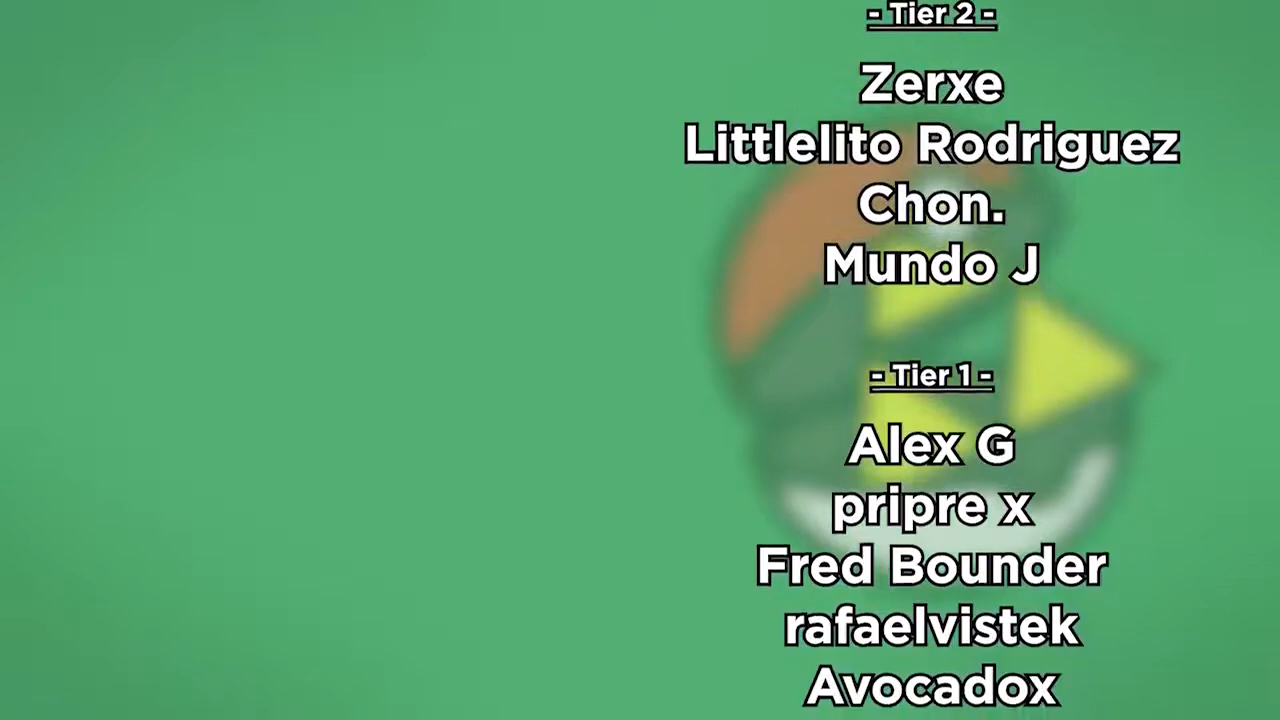 - Tier 2 -
Zerxe
Littlelito Rodriguez
Chon.
Mundo J
- Tier 1 -
Alex G
pripre x
Fred Bounder
rafaelvistek
Avocadox